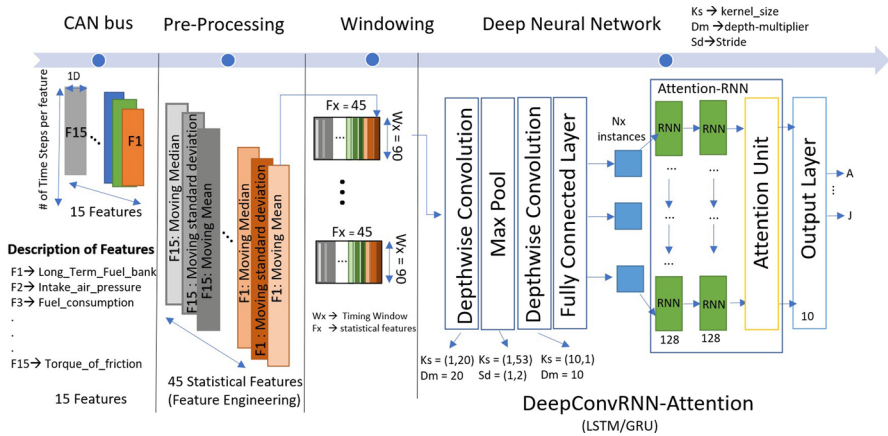 CAN bus
Pre-Processing
Windowing
Deep Neural Network
Ks → kernel_size
Dm →depth-multiplier
Sd→Stride
# of Time Steps per feature
1D
F15
...
F1
15 Features
Description of Features
F1→ Long_Term_Fuel_bank
F2→ Intake_air_pressure
F3→ Fuel_consumption
.
.
.
F15→ Torque_of_friction
15 Features
F15: Moving Median
F15 : Moving standard deviation
F15: Moving Mean
...
F1: Moving Median
F1 : Moving standard deviation
F1: Moving Mean
45 Statistical Features
(Feature Engineering)
Fx = 45
...
Wx = 90
...
Fx = 45
...
Wx = 90
Wx → Timing Window
Fx → statistical features
Depthwise Convolution
Max Pool
Depthwise Convolution
Fully Connected Layer
Ks = (1,20)
Dm = 20
Ks = (1,53)
Sd = (1,2)
Ks = (10,1)
Dm = 10
Nx
instances
Attention-RNN
RNN
RNN
...
...
...
...
RNN
RNN
128
128
Attention Unit
Output Layer
10
A
...
J
DeepConvRNN-Attention
(LSTM/GRU)